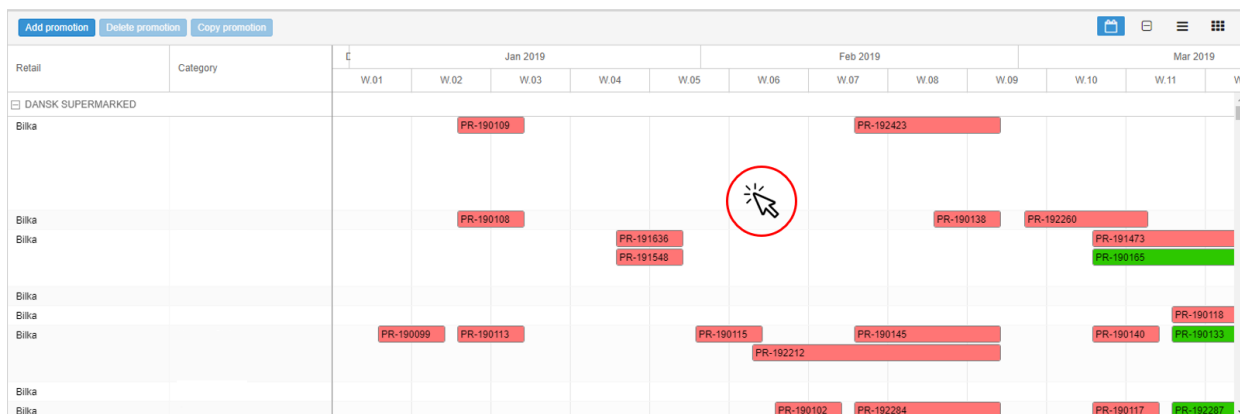 Add promotion Delete promotion Copy promotion
Retail Category D Jan 2019 Feb 2019 Mar 2019
W.01 W.02 W.03 W.04 W.05 W.06 W.07 W.08 W.09 W.10 W.11
DANSK SUPERMARKED
Bilka PR-190109 PR-192423
Bilka PR-190108 PR-190138 PR-192260
Bilka PR-191636 PR-191473
PR-191548 PR-190165
Bilka
Bilka PR-190118
Bilka PR-190099 PR-190113 PR-190115 PR-190145 PR-190140 PR-190133
PR-192212
Bilka
Bilka PR-190102 PR-192284 PR-190117 PR-192287